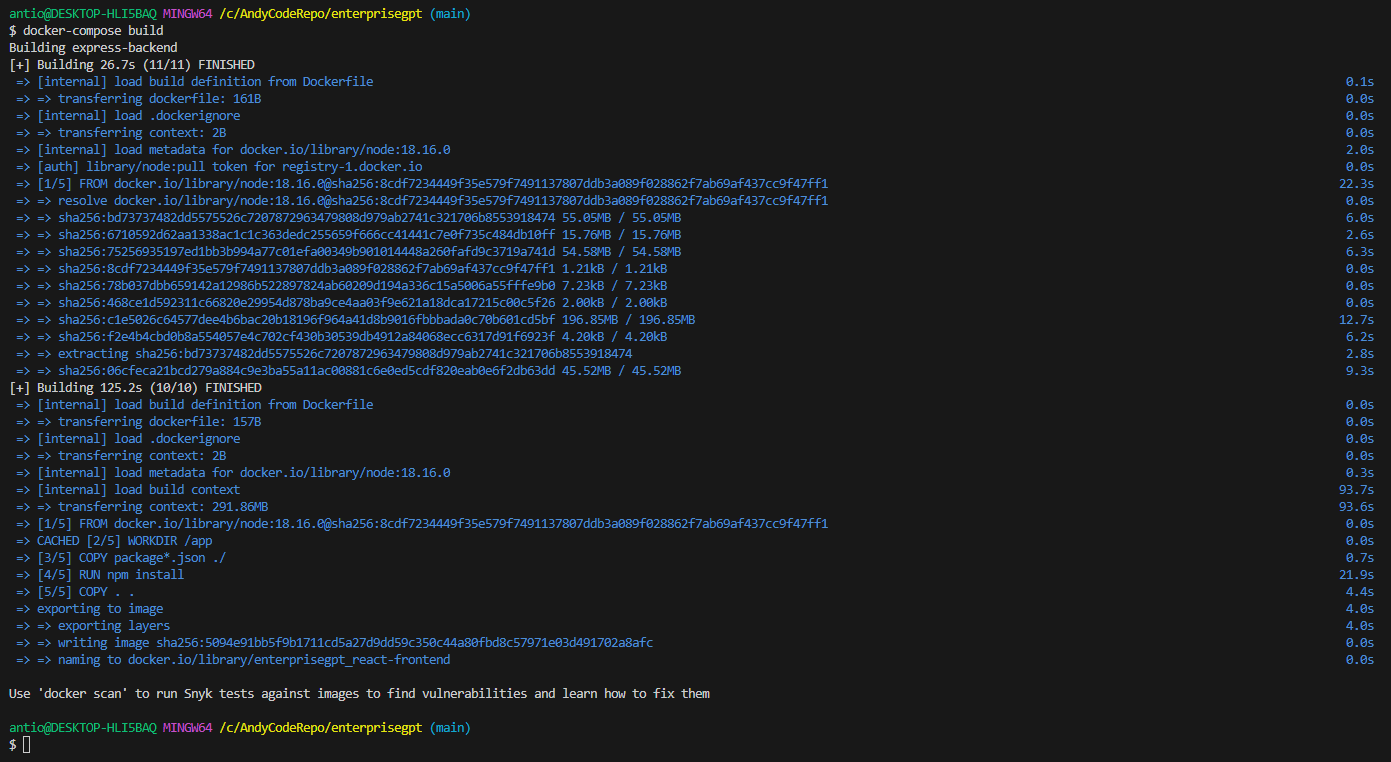 antio@DESKTOP-HLI5BAQ MINGW64 /c/AndyCodeRepo/enterprisegpt (main)
$ docker-compose build
Building express-backend
[+] Building 26.7s (11/11) FINISHED
=> [internal] load build definition from Dockerfile 0.1s
=> => transferring dockerfile: 161B 0.0s
=> [internal] load .dockerignore 0.0s
=> => transferring context: 2B 0.0s
=> [internal] load metadata for docker.io/library/node:18.16.0 2.0s
=> [auth] library/node:pull token for registry-1.docker.io 0.0s
=> [1/5] FROM docker.io/library/node:18.16.0@sha256:8cdf7234449f35e579f7491137807ddb3a089f028862f7ab69af437cc9f47ff1 22.3s
=> => resolve docker.io/library/node:18.16.0@sha256:8cdf7234449f35e579f7491137807ddb3a089f028862f7ab69af437cc9f47ff1 0.0s
=> => sha256:bd73737482dd5575526c7207872963479808d979ab2741c321706b8553918474 55.05MB / 55.05MB 6.0s
=> => sha256:6710592d62aa1338ac1c1c363dedc255659f666cc41441c7e0f735c484db10ff 15.76MB / 15.76MB 2.6s
=> => sha256:75256935197ed1bb3b994a77c01efa00349b901014448a260fafd9c3719a741d 54.58MB / 54.58MB 6.3s
=> => sha256:8cdf7234449f35e579f7491137807ddb3a089f028862f7ab69af437cc9f47ff1 1.21kB / 1.21kB 0.0s
=> => sha256:78b037dbb659142a12986b522897824ab60209d194a336c15a5006a55fffe9b0 7.23kB / 7.23kB 0.0s
=> => sha256:468ce1d592311c66820e29954d878ba9ce4aa03f9e621a18dca17215c00c5f26 2.00kB / 2.00kB 0.0s
=> => sha256:c1e5026c64577dee4b6bac20b18196f964a41d8b9016fbbbada0c70b601cd5bf 196.85MB / 196.85MB 12.7s
=> => sha256:f2e4b4cbd0b8a554057e4c702cf430b30539db4912a84068ecc6317d91f6923f 4.20kB / 4.20kB 6.2s
=> => extracting sha256:bd73737482dd5575526c7207872963479808d979ab2741c321706b8553918474 2.8s
=> => sha256:06cfeca21bcd279a884c9e3ba55a11ac00881c6e0ed5cdf820eab0e6f2db63dd 45.52MB / 45.52MB 9.3s
[+] Building 125.2s (10/10) FINISHED
=> [internal] load build definition from Dockerfile 0.0s
=> => transferring dockerfile: 157B 0.0s
=> [internal] load .dockerignore 0.0s
=> => transferring context: 2B 0.0s
=> [internal] load metadata for docker.io/library/node:18.16.0 0.3s
=> [internal] load build context 93.7s
=> => transferring context: 291.86MB 93.6s
=> [1/5] FROM docker.io/library/node:18.16.0@sha256:8cdf7234449f35e579f7491137807ddb3a089f028862f7ab69af437cc9f47ff1 0.0s
=> CACHED [2/5] WORKDIR /app 0.0s
=> [3/5] COPY package*.json ./ 0.7s
=> [4/5] RUN npm install 21.9s
=> [5/5] COPY . . 4.4s
=> exporting to image 4.0s
=> => exporting layers 4.0s
=> => writing image sha256:5094e91bb5f9b1711cd5a27d9dd59c350c44a80fbd8c57971e03d491702a8afc 0.0s
=> => naming to docker.io/library/enterprisegpt_react-frontend 0.0s
Use 'docker scan' to run Snyk tests against images to find vulnerabilities and learn how to fix them
antio@DESKTOP-HLI5BAQ MINGW64 /c/AndyCodeRepo/enterprisegpt (main)
$